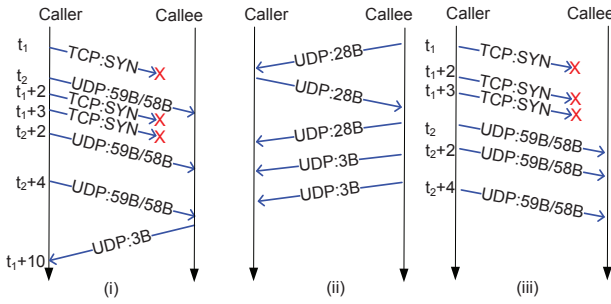 Caller Callee
t1
TCP:SYN X
t2
UDP:59B/58B
t1+2
TCP:SYN X
t1+3
TCP:SYN X
t2+2
UDP:59B/58B
t2+4
UDP:59B/58B
UDP:3B
t1+10
(i)
Caller Callee
UDP:28B
UDP:28B
UDP:28B
UDP:3B
UDP:3B
(ii)
Caller Callee
t1
TCP:SYN X
t1+2
TCP:SYN X
t1+3
TCP:SYN X
t2
UDP:59B/58B
t2+2
UDP:59B/58B
t2+4
UDP:59B/58B
(iii)